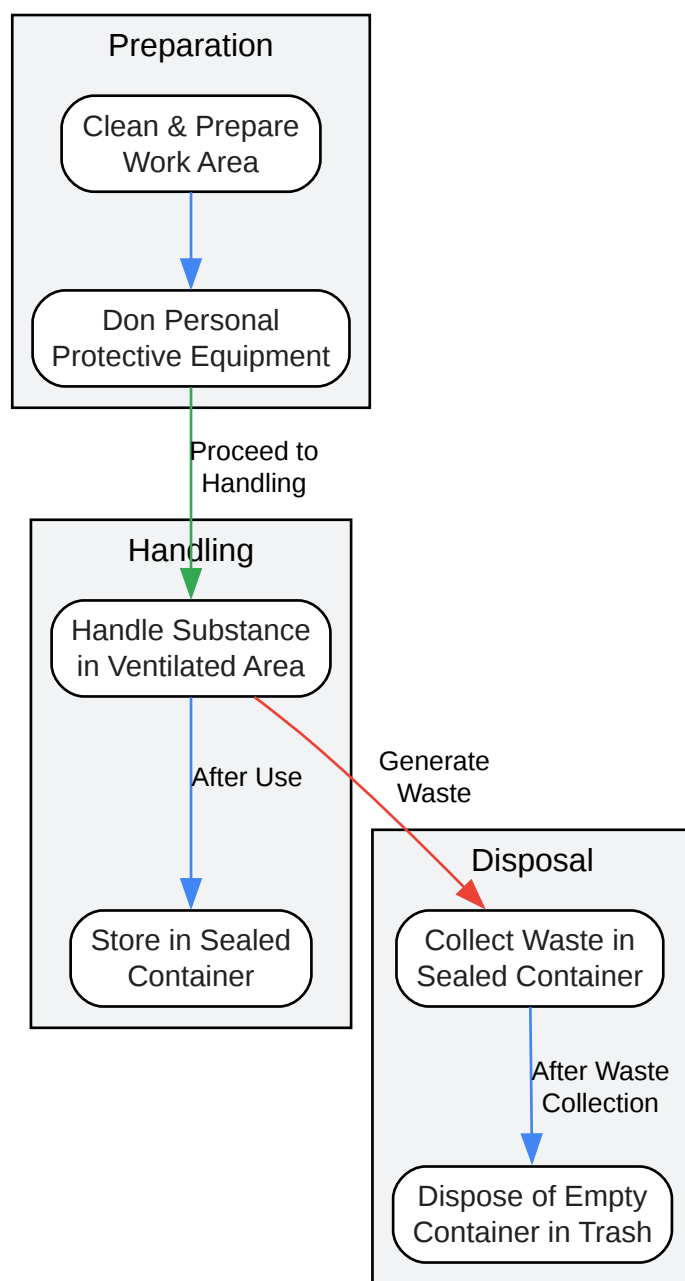 Preparation
Clean & Prepare
Work Area
Don Personal
Protective Equipment
Proceed to
Handling
Handling
Handle Substance
in Ventilated Area
After Use
Generate
Waste
Store in Sealed
Container
Disposal
Collect Waste in
Sealed Container
After Waste
Collection
Dispose of Empty
Container in Trash